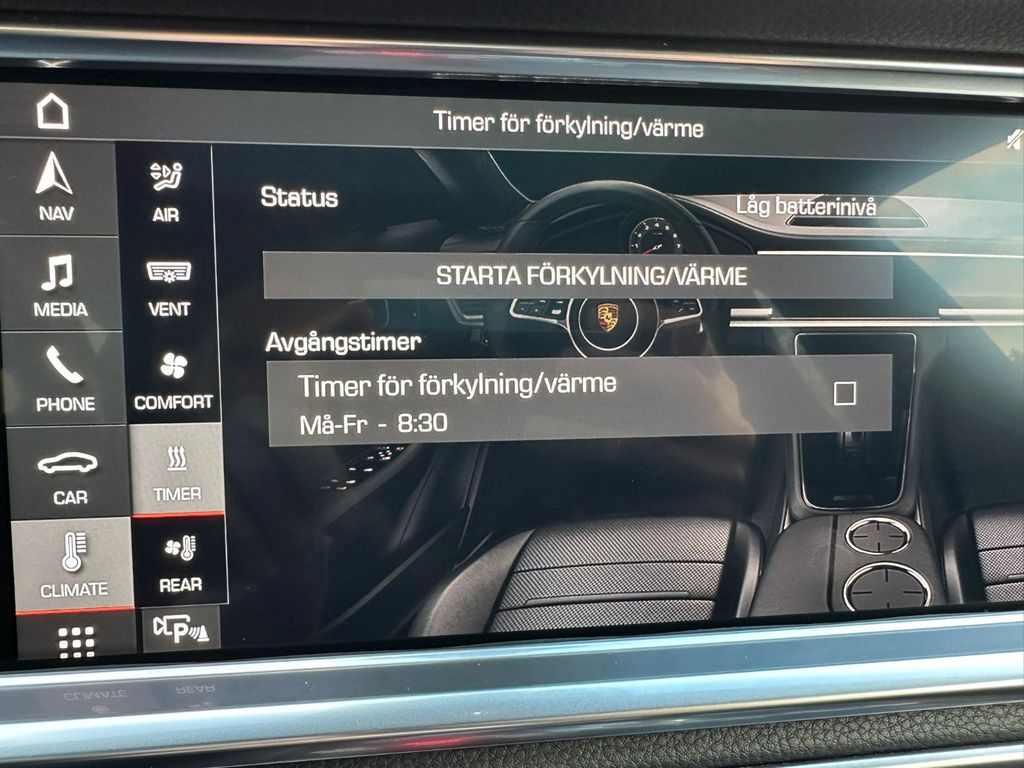 Timer för förkylning/värme
NAV
AIR
Status
Låg batterinivå
MEDIA
VENT
STARTA FÖRKYLNING/VÄRME
Avgångstimer
PHONE
COMFORT
Timer för förkylning/värme
Må-Fr - 8:30
CAR
TIMER
CLIMATE
REAR
P